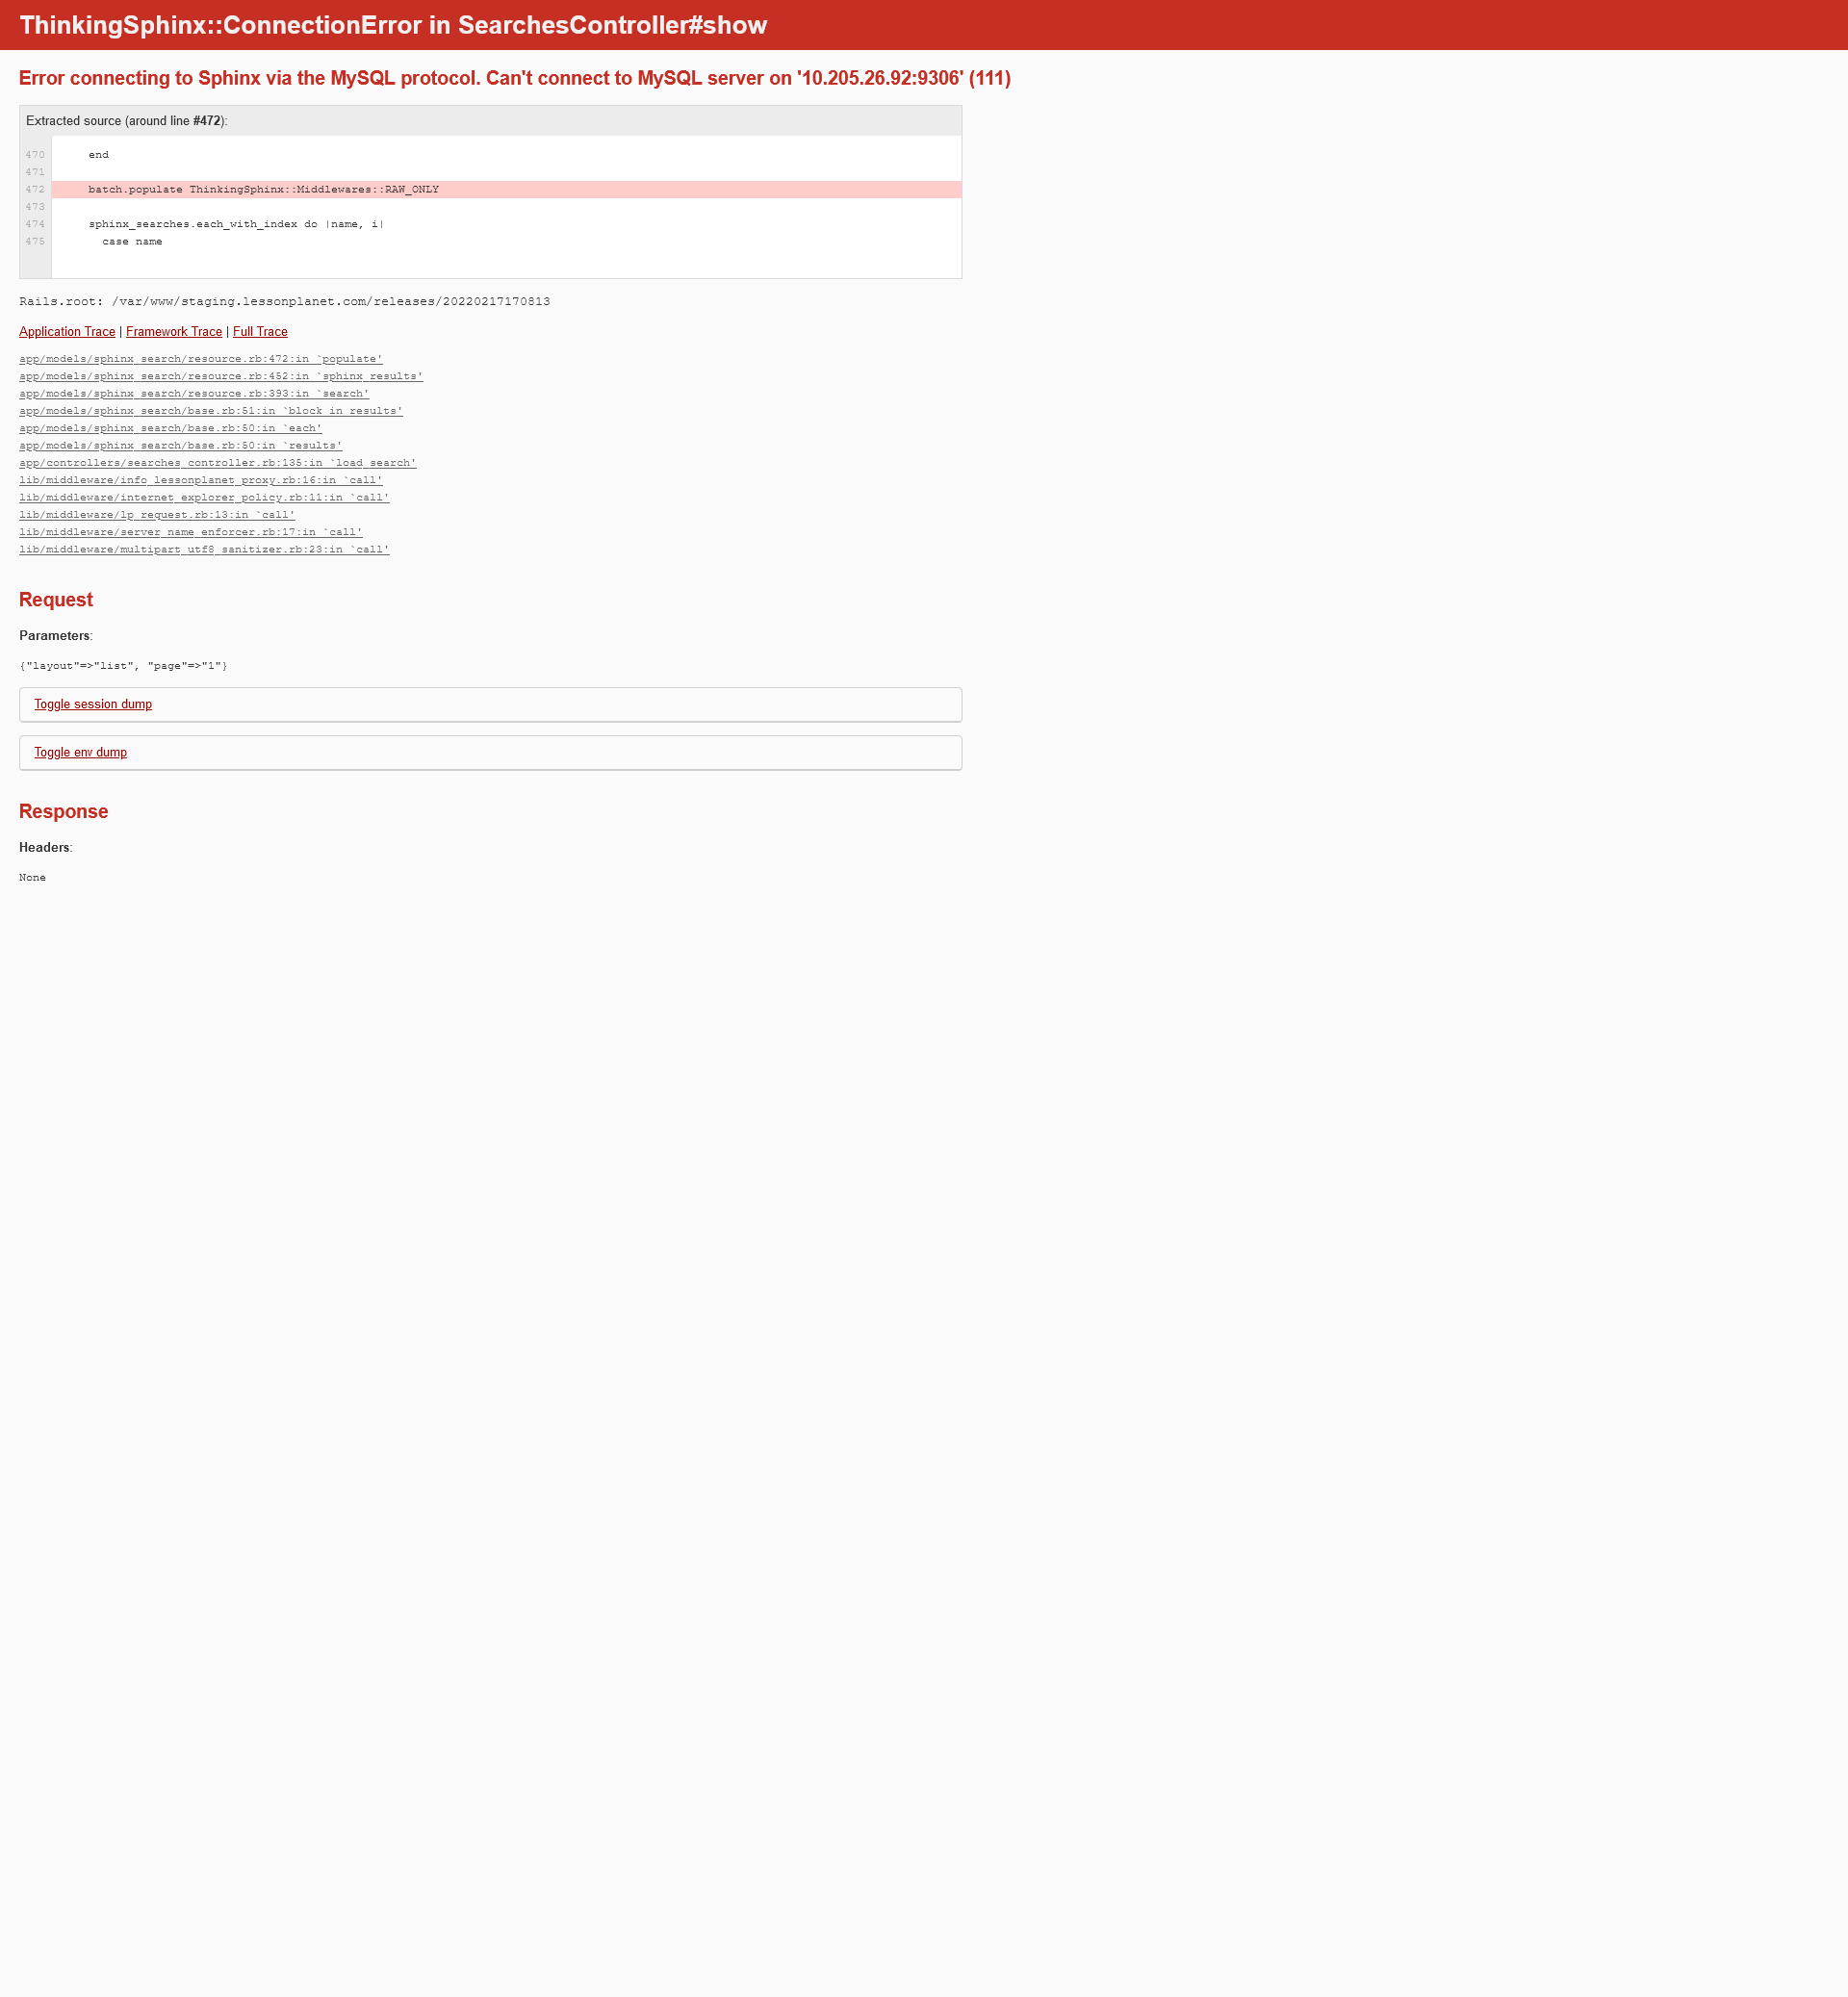 ThinkingSphinx::ConnectionError in SearchesController#show
Error connecting to Sphinx via the MySQL protocol. Can't connect to MySQL server on '10.205.26.92:9306' (111)
Extracted source (around line #472):
470 end
471
472 batch.populate ThinkingSphinx::Middlewares::RAW_ONLY
473
474 sphinx_searches.each_with_index do |name, i|
475 case name
Rails.root: /var/www/staging.lessonplanet.com/releases/20220217170813
Application Trace | Framework Trace | Full Trace
app/models/sphinx_search/resource.rb:472:in `populate'
app/models/sphinx_search/resource.rb:452:in `sphinx_results'
app/models/sphinx_search/resource.rb:393:in `search'
app/models/sphinx_search/base.rb:51:in `block in results'
app/models/sphinx_search/base.rb:50:in `each'
app/models/sphinx_search/base.rb:50:in `results'
app/controllers/searches_controller.rb:135:in `load_search'
lib/middleware/info_lessonplanet_proxy.rb:16:in `call'
lib/middleware/internet_explorer_policy.rb:11:in `call'
lib/middleware/lp_request.rb:13:in `call'
lib/middleware/server_name_enforcer.rb:17:in `call'
lib/middleware/multipart_utf8_sanitizer.rb:23:in `call'
Request
Parameters:
{"layout"=>"list", "page"=>"1"}
Toggle session dump
Toggle env dump
Response
Headers:
None